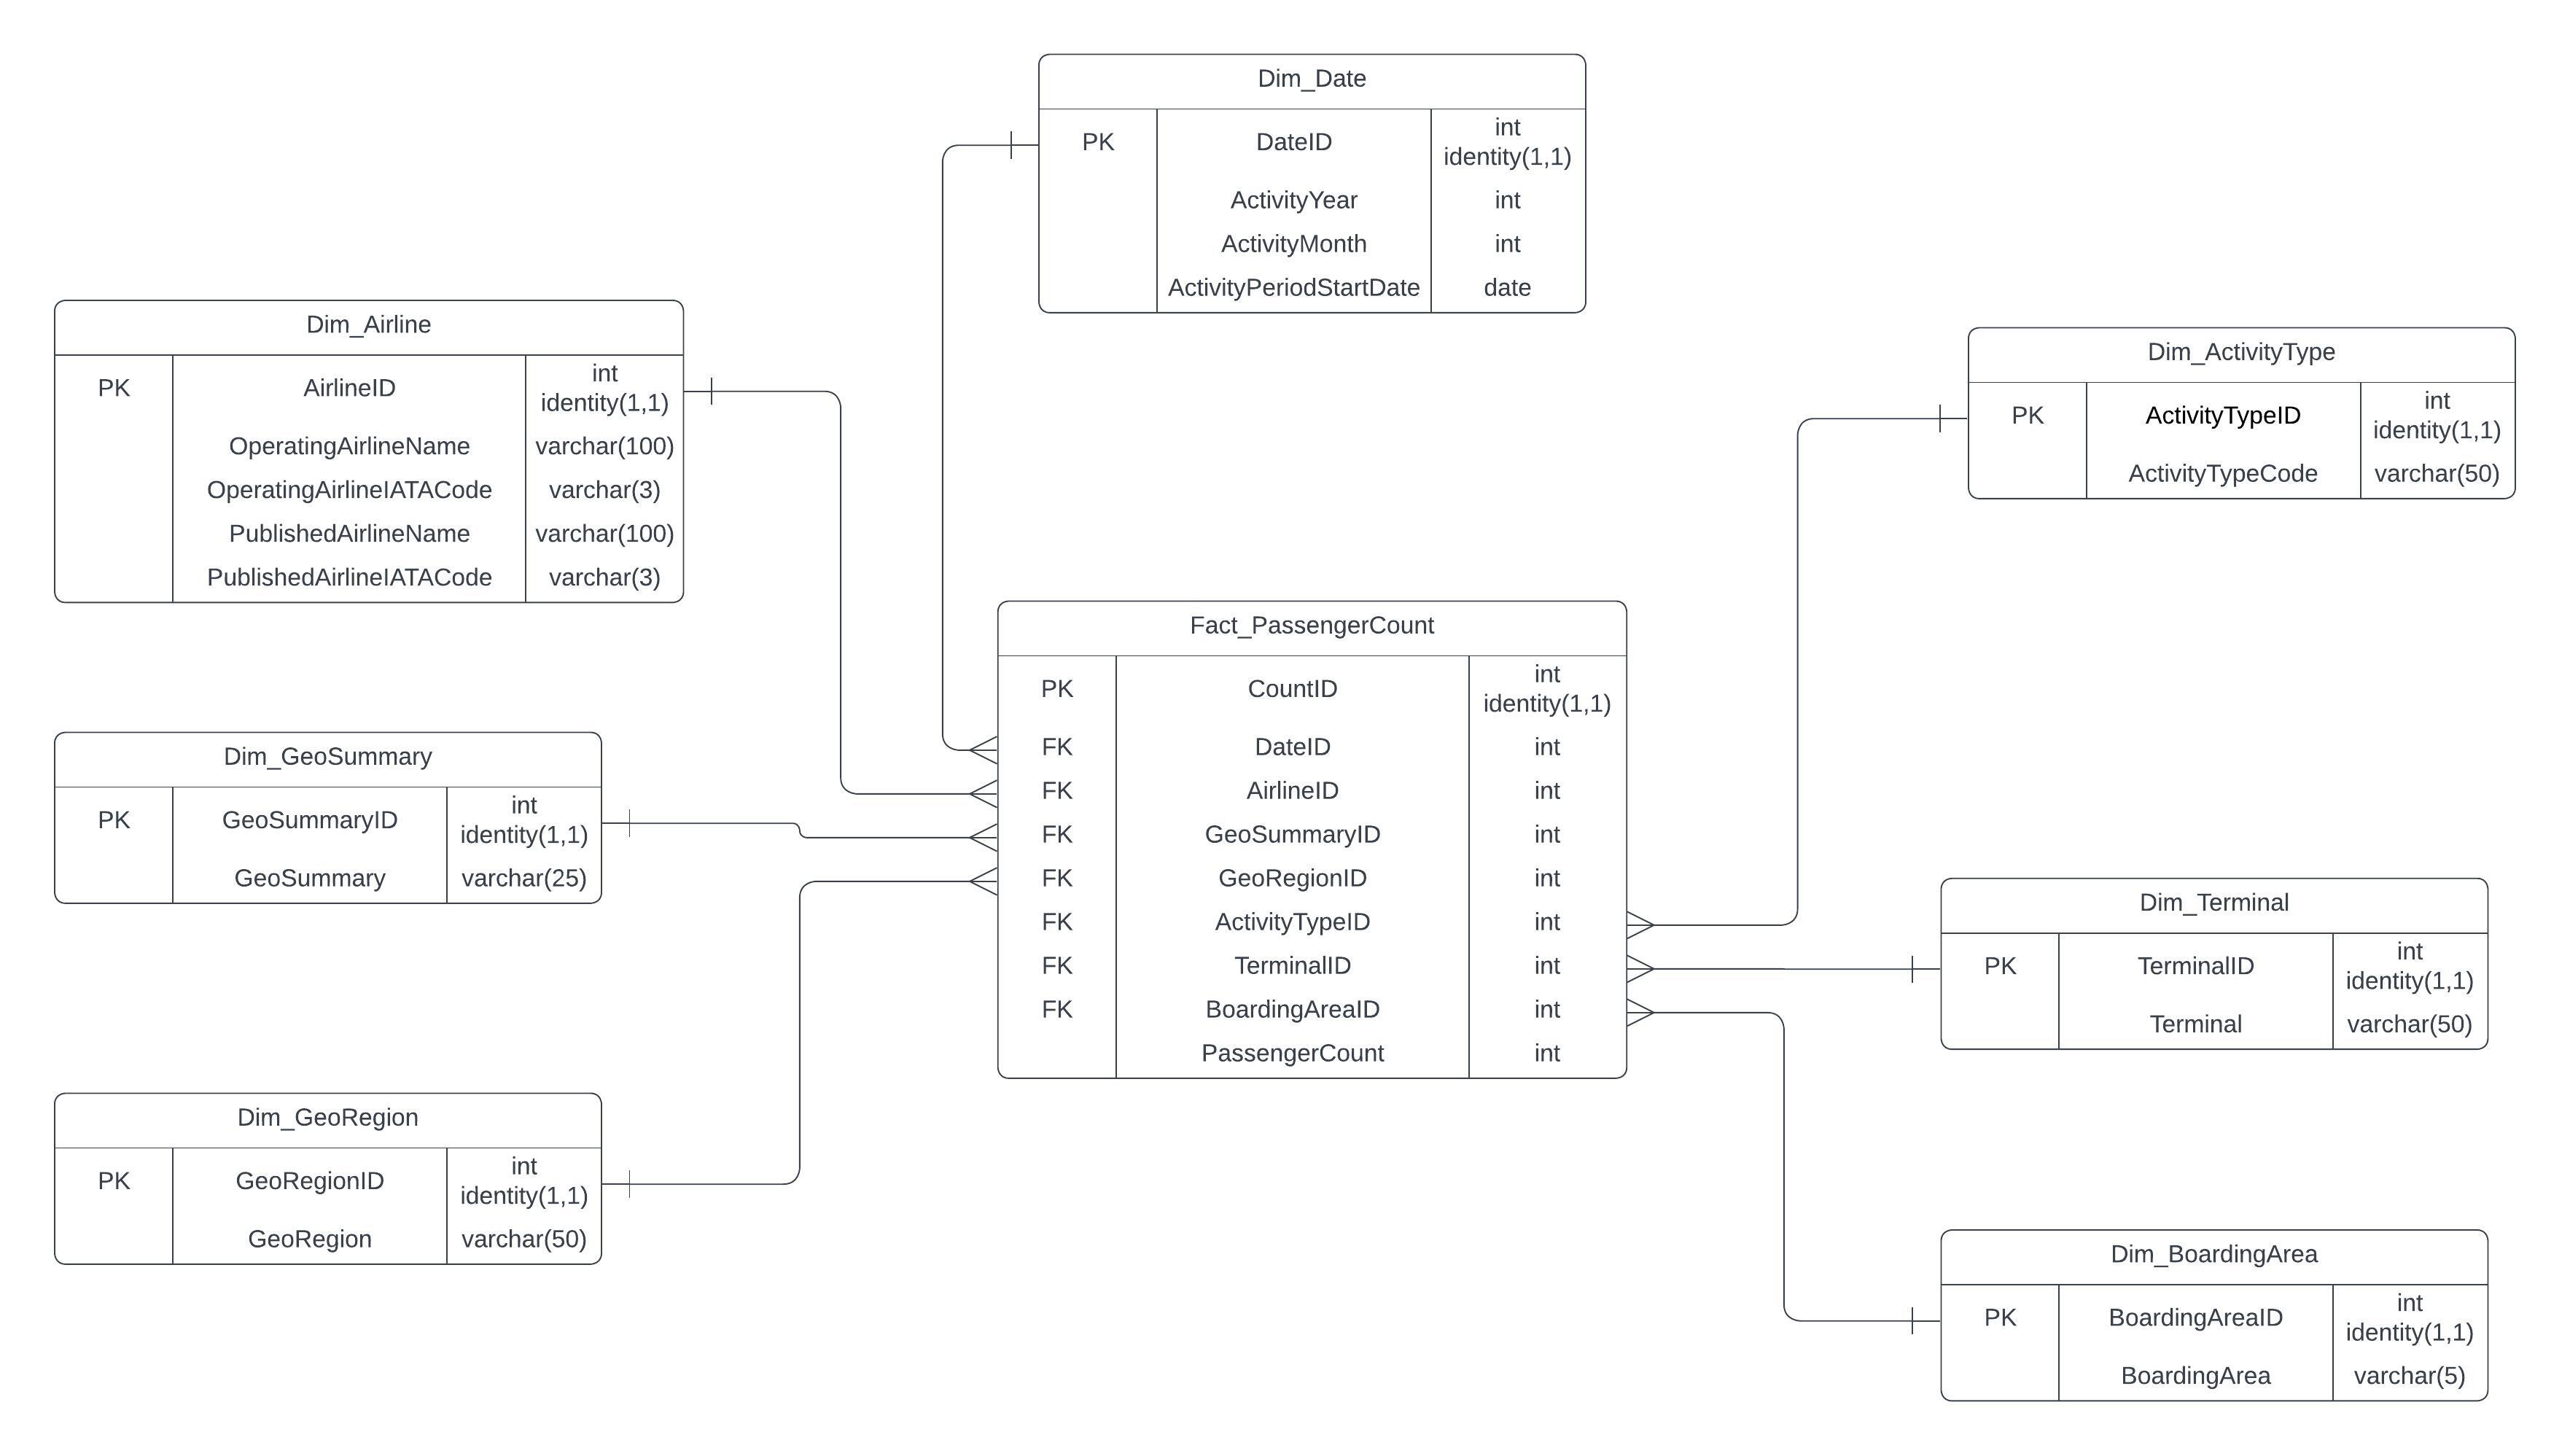 Dim_Date
PK DateID int identity(1,1)
ActivityYear int
ActivityMonth int
ActivityPeriodStartDate date
Dim_Airline
PK AirlineID int identity(1,1)
OperatingAirlineName varchar(100)
OperatingAirlineIATACode varchar(3)
PublishedAirlineName varchar(100)
PublishedAirlineIATACode varchar(3)
Dim_ActivityType
PK ActivityTypeID int identity(1,1)
ActivityTypeCode varchar(50)
Fact_PassengerCount
PK CountID int identity(1,1)
FK DateID int
FK AirlineID int
FK GeoSummaryID int
FK GeoRegionID int
FK ActivityTypeID int
FK TerminalID int
FK BoardingAreaID int
PassengerCount int
Dim_GeoSummary
PK GeoSummaryID int identity(1,1)
GeoSummary varchar(25)
Dim_Terminal
PK TerminalID int identity(1,1)
Terminal varchar(50)
Dim_GeoRegion
PK GeoRegionID int identity(1,1)
GeoRegion varchar(50)
Dim_BoardingArea
PK BoardingAreaID int identity(1,1)
BoardingArea varchar(5)